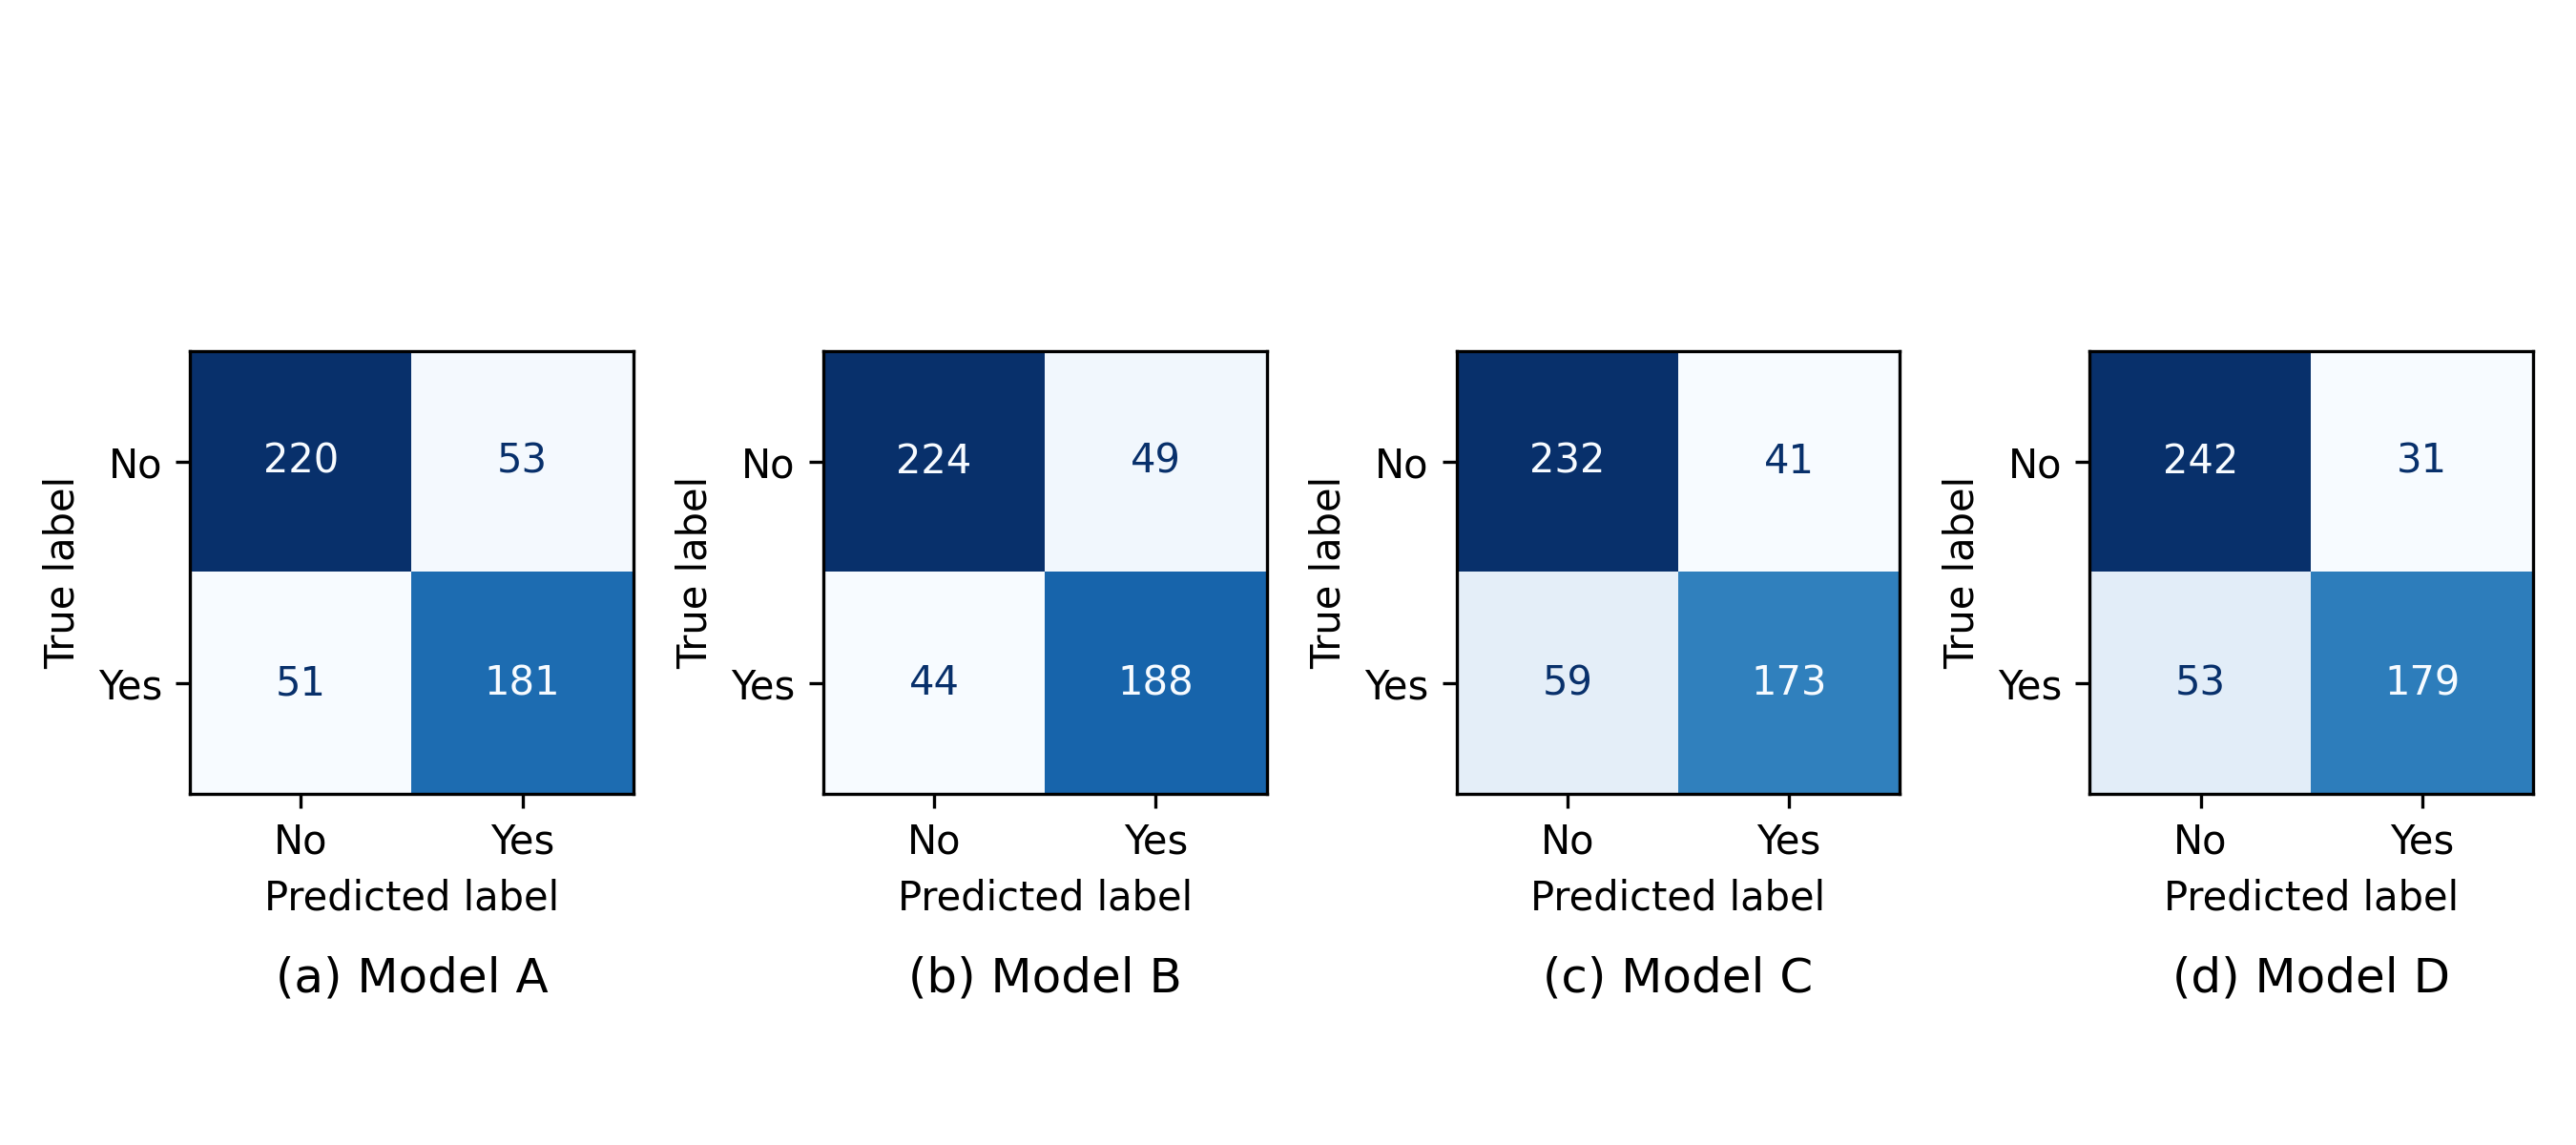 True label
No
Yes
220 53
51 181
No Yes
Predicted label
(a) Model A
True label
No
Yes
224 49
44 188
No Yes
Predicted label
(b) Model B
True label
No
Yes
232 41
59 173
No Yes
Predicted label
(c) Model C
True label
No
Yes
242 31
53 179
No Yes
Predicted label
(d) Model D